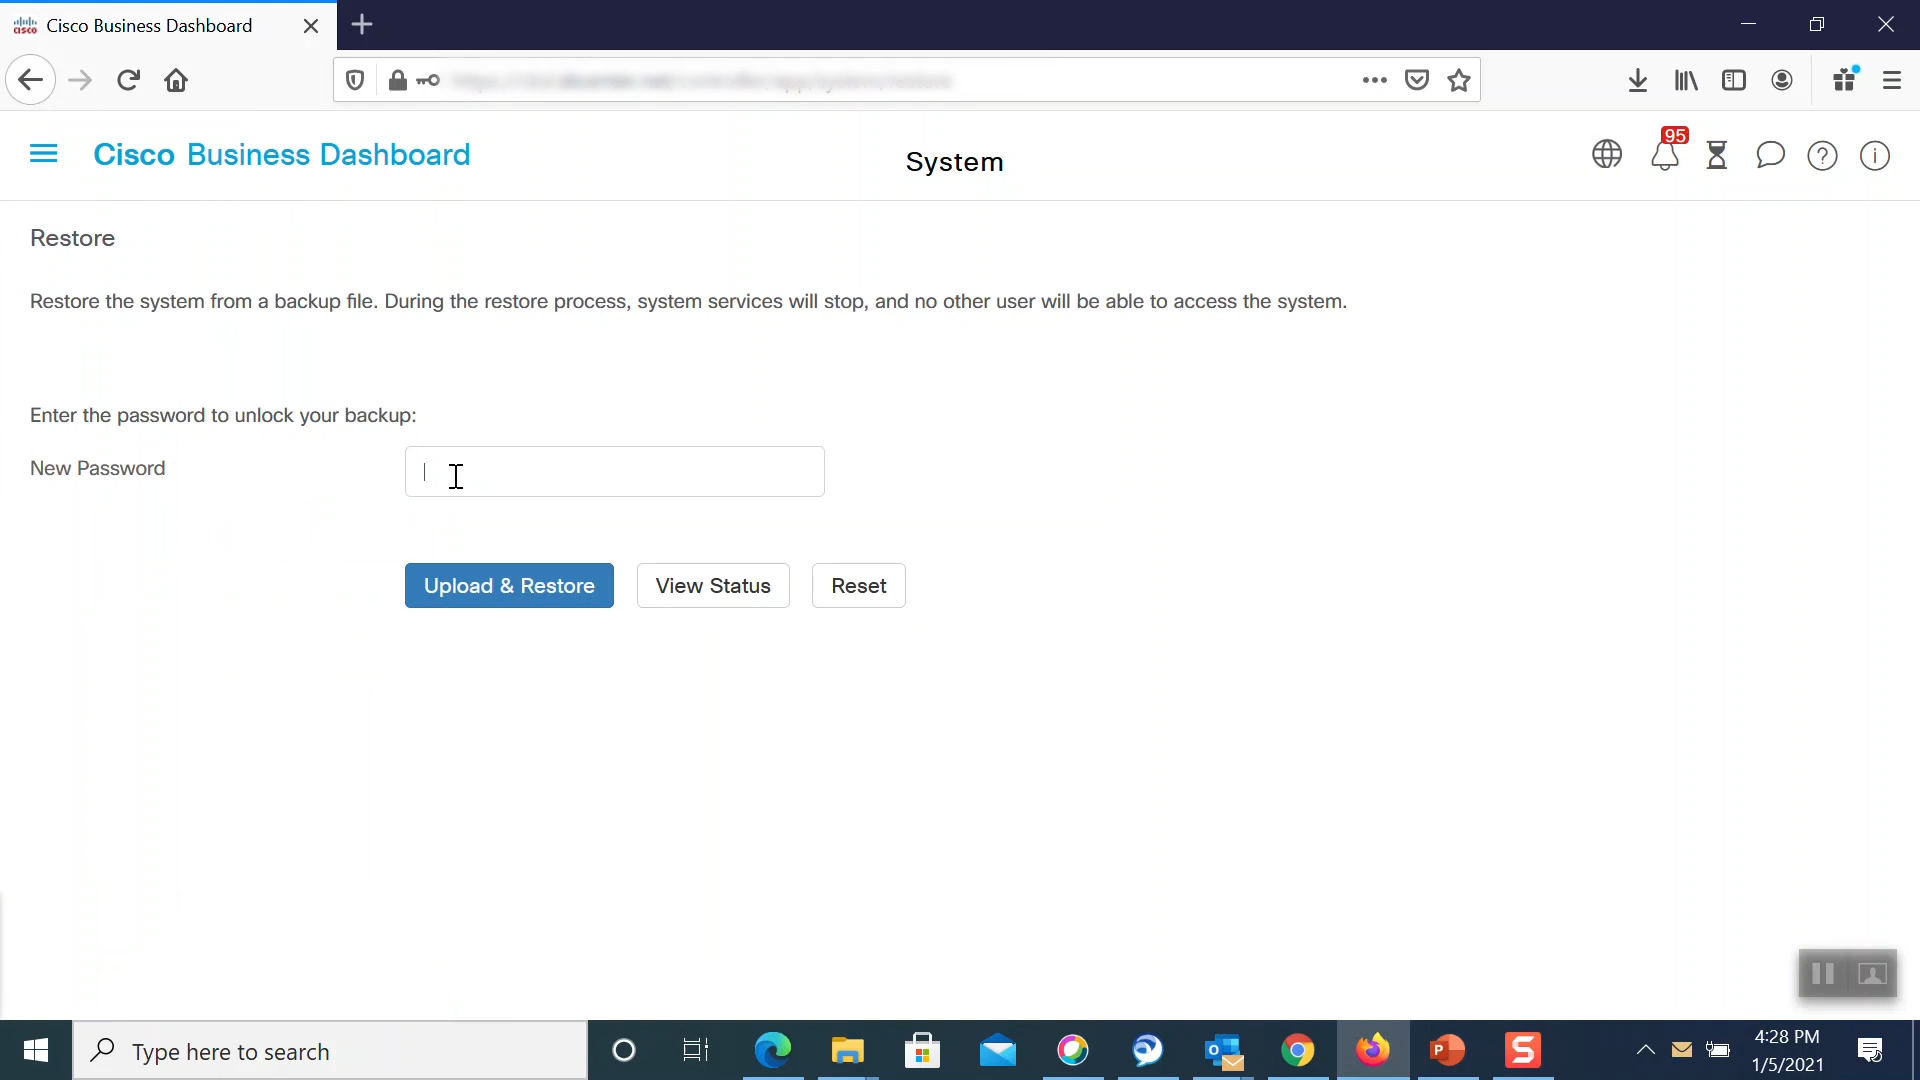 Cisco Business Dashboard
Cisco Business Dashboard
System
95
Restore
Restore the system from a backup file. During the restore process, system services will stop, and no other user will be able to access the system.
Enter the password to unlock your backup:
New Password
Upload & Restore
View Status
Reset
Type here to search
4:28 PM
1/5/2021